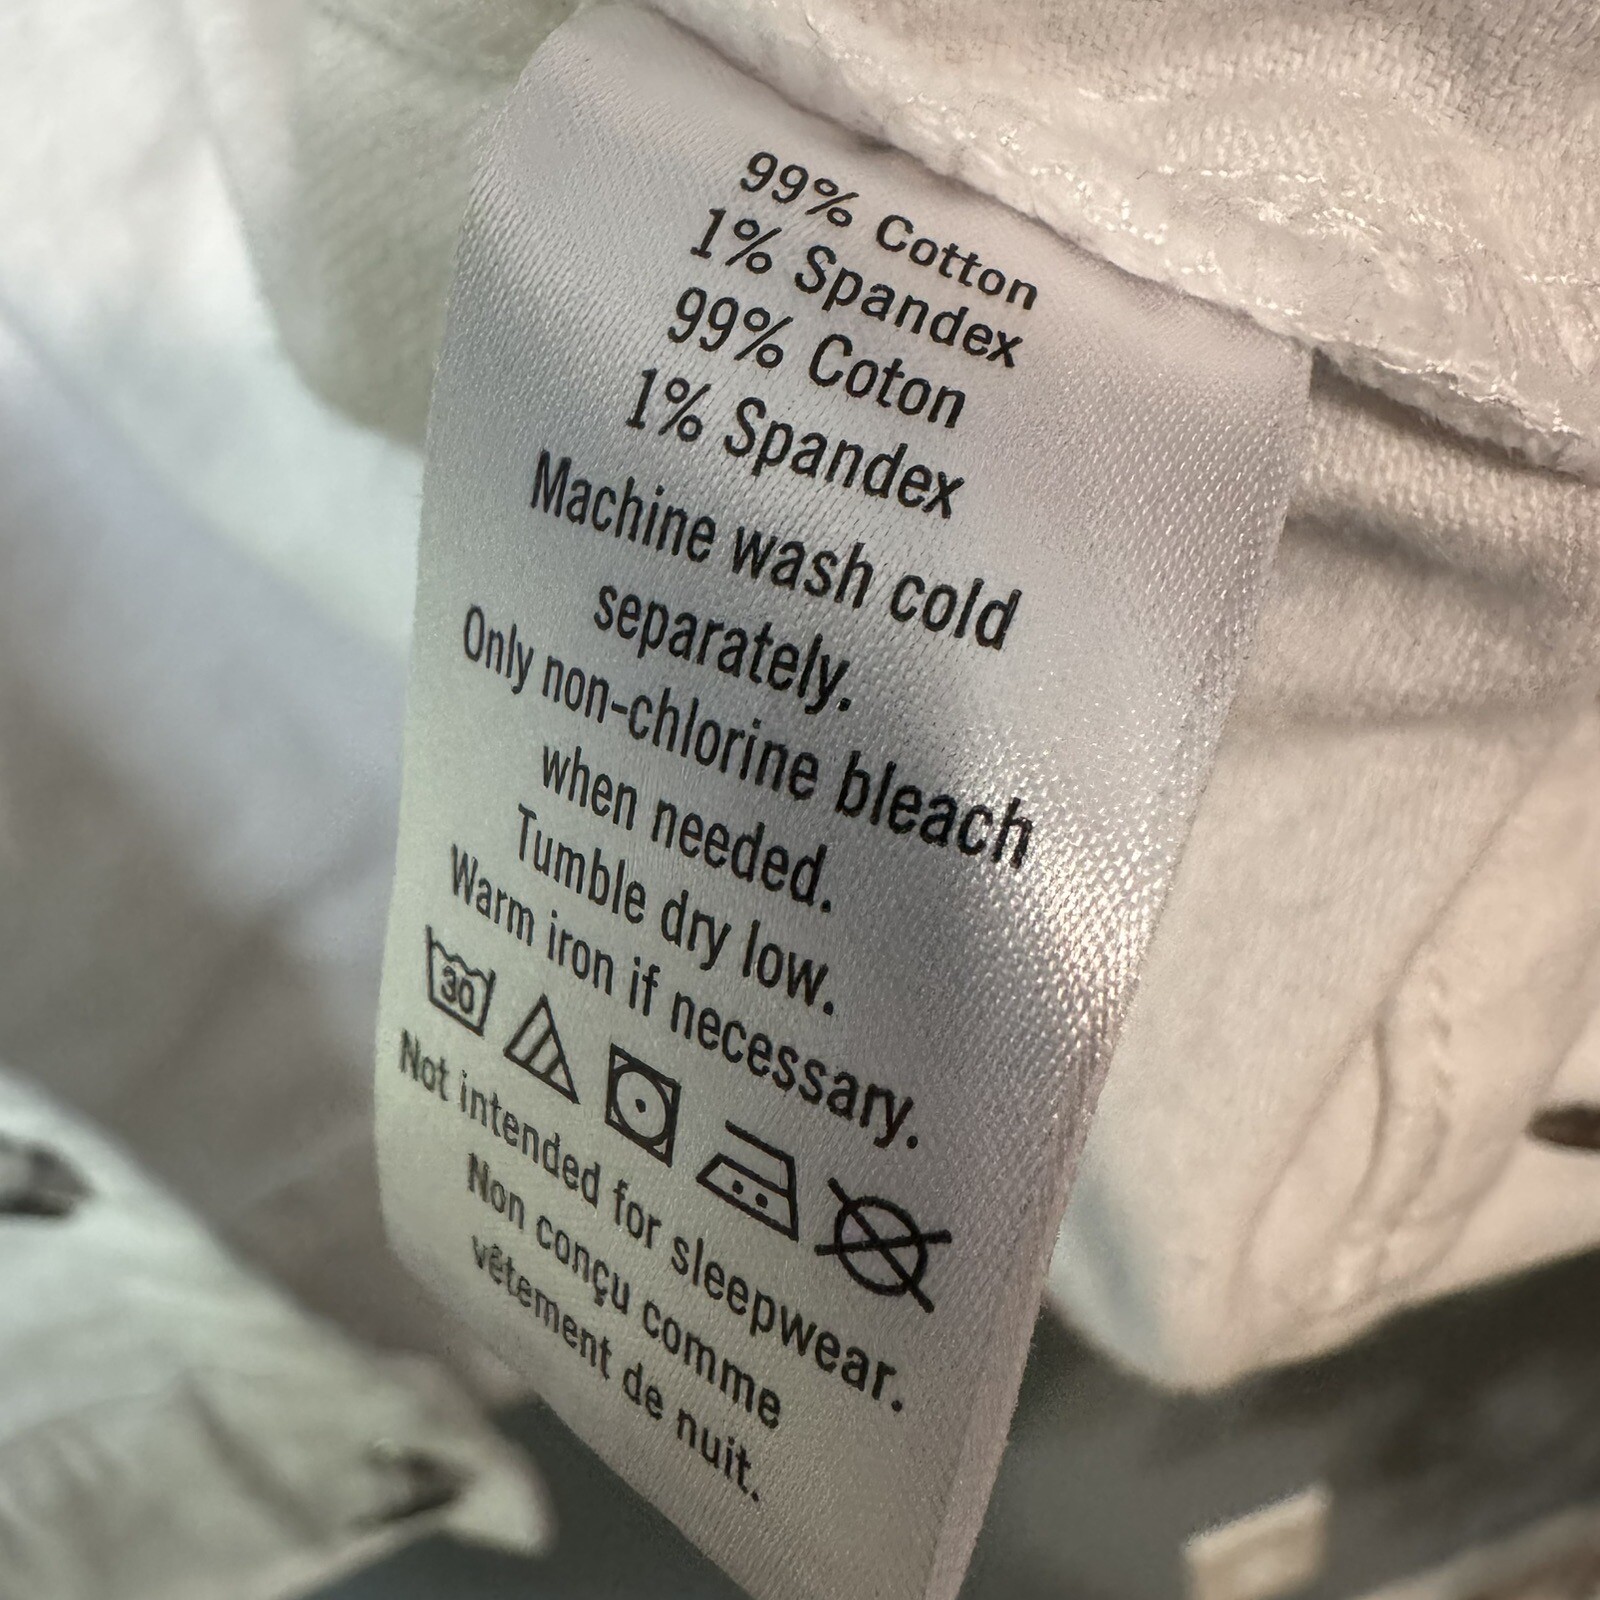 99% Cotton
1% Spandex
99% Coton
1% Spandex
Machine wash cold
separately.
Only non-chlorine bleach
when needed.
Tumble dry low.
Warm iron if necessary.
30
Not intended for sleepwear.
Non conçu comme
vêtement de nuit.